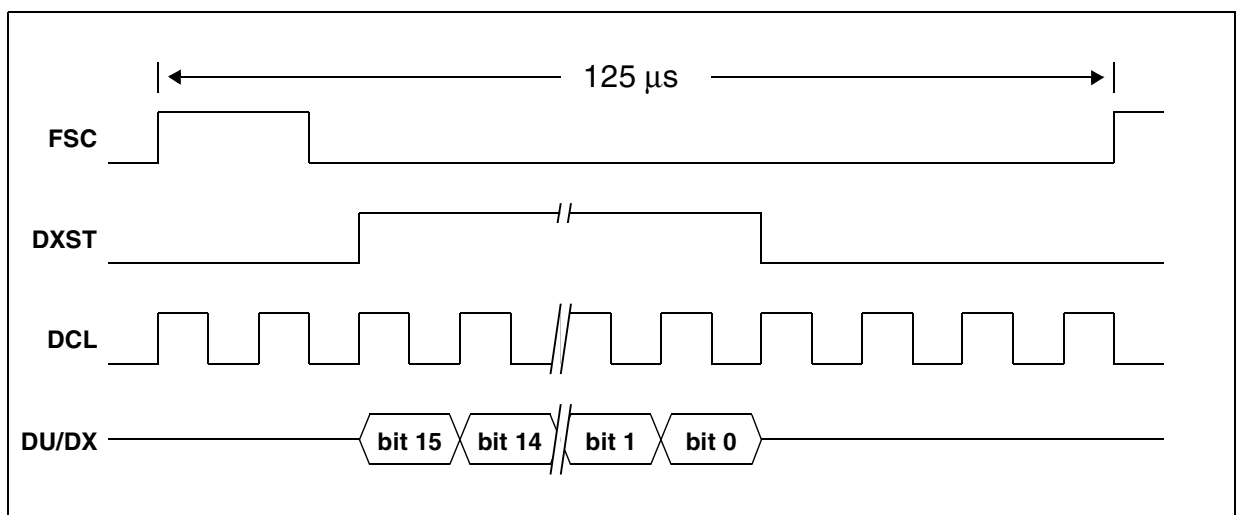 125 μs
FSC
DXST
DCL
DU/DX bit 15 bit 14 bit 1 bit 0